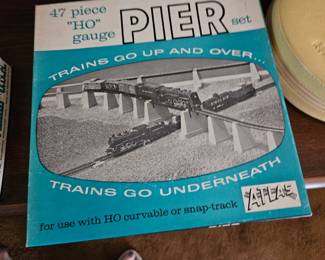 47 piece
"HO"
gauge
PIER
set
TRAINS GO UP AND OVER...
TRAINS GO UNDERNEATH
for use with HO curvable or snap-track
ATLAS